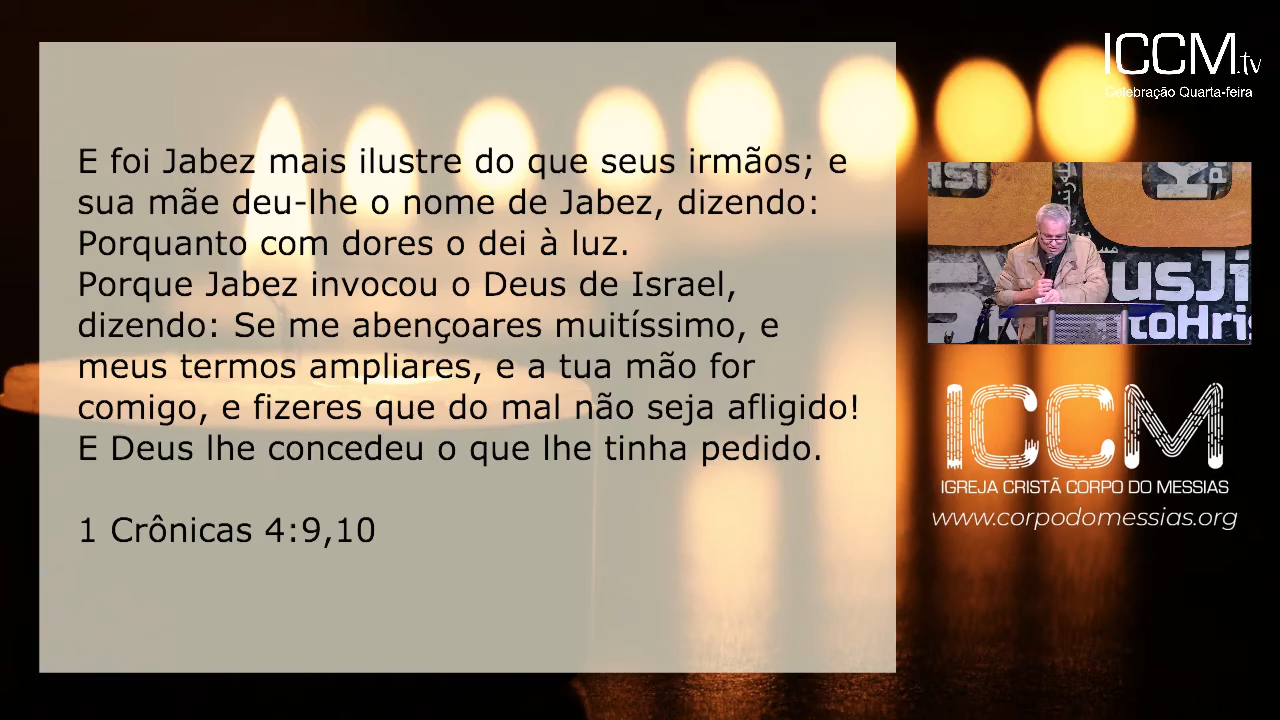 E foi Jabez mais ilustre do que seus irmãos; e
sua mãe deu-lhe o nome de Jabez, dizendo:
Porquanto com dores o dei à luz.
Porque Jabez invocou o Deus de Israel,
dizendo: Se me abençoares muitíssimo, e
meus termos ampliares, e a tua mão for
comigo, e fizeres que do mal não seja afligido!
E Deus lhe concedeu o que lhe tinha pedido.
1 Crônicas 4:9,10
ICCM.tv
Celebração Quarta-feira
usJi
toHris
ICCM
IGREJA CRISTÃ CORPO DO MESSIAS
www.corpodomessias.org